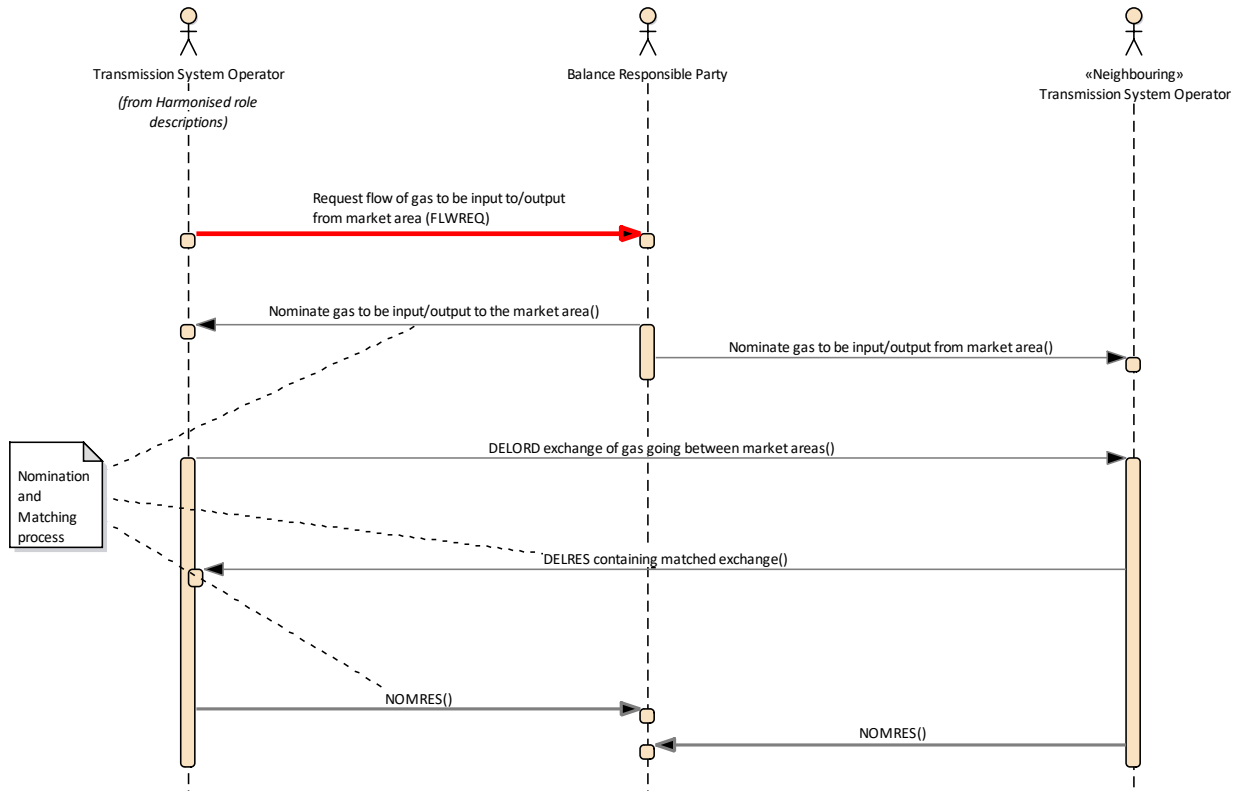 Transmission System Operator
(from Harmonised role
descriptions)
Balance Responsible Party
«Neighbouring»
Transmission System Operator
Request flow of gas to be input to/output
from market area (FLWREQ)
Nominate gas to be input/output to the market area()
Nominate gas to be input/output from market area()
DELORD exchange of gas going between market areas()
Nomination
and
Matching
process
DELRES containing matched exchange()
NOMRES()
NOMRES()